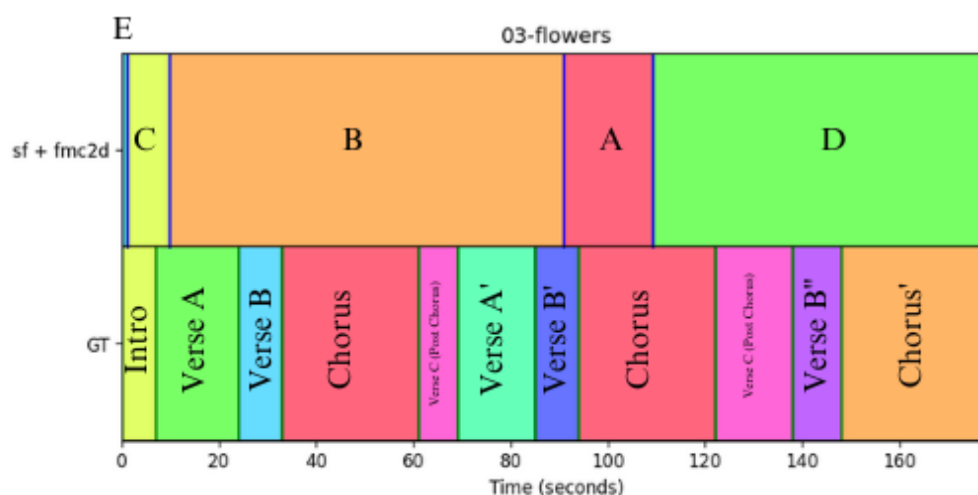 E
03-flowers
sf + fmc2d
C
B
A
D
GT
Intro
Verse A
Verse B
Chorus
Verse C (Post Chorus)
Verse A'
Verse B'
Chorus
Verse C (Post Chorus)
Verse B"
Chorus'
0 20 40 60 80 100 120 140 160
Time (seconds)